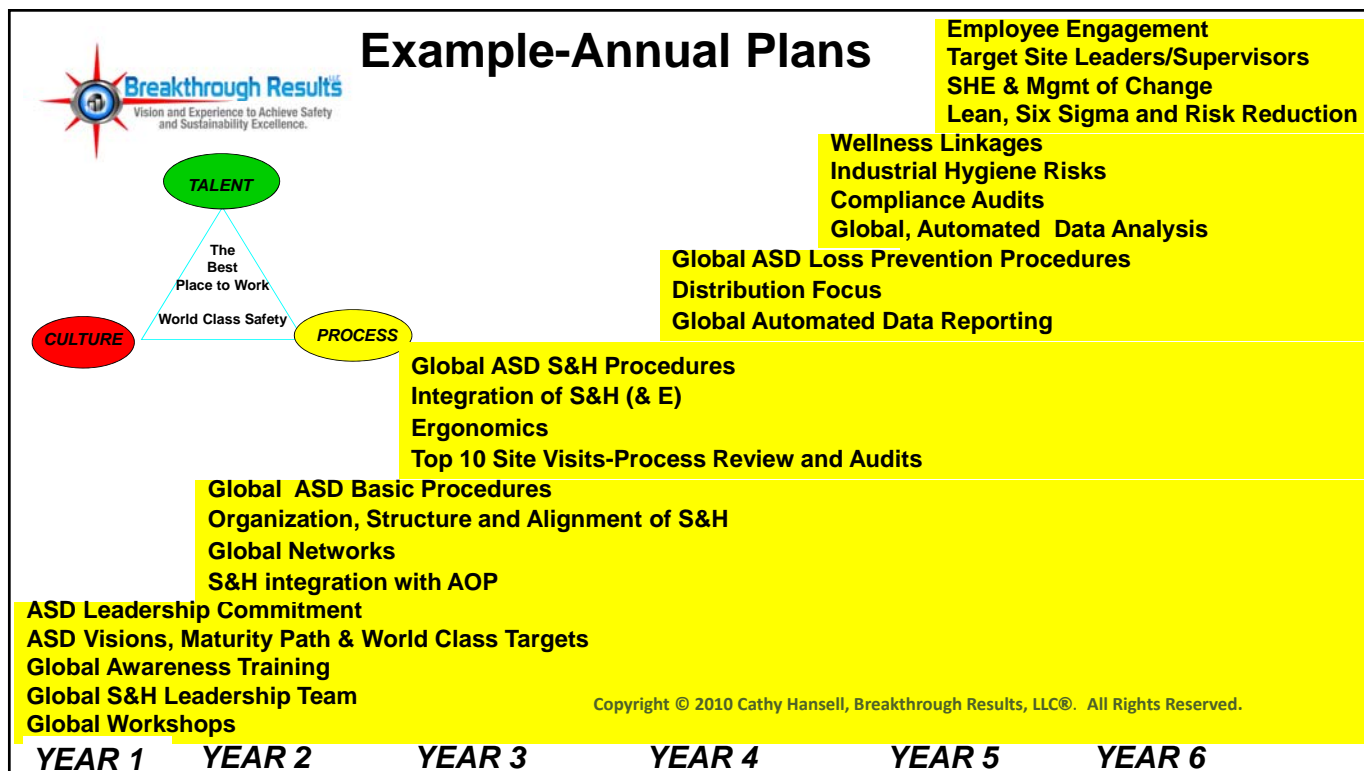 Example-Annual Plans
Breakthrough Results LLC
Vision and Experience to Achieve Safety
and Sustainability Excellence.
TALENT
The
Best
Place to Work
World Class Safety
CULTURE
PROCESS
Employee Engagement
Target Site Leaders/Supervisors
SHE & Mgmt of Change
Lean, Six Sigma and Risk Reduction
Wellness Linkages
Industrial Hygiene Risks
Compliance Audits
Global, Automated Data Analysis
Global ASD Loss Prevention Procedures
Distribution Focus
Global Automated Data Reporting
Global ASD S&H Procedures
Integration of S&H (& E)
Ergonomics
Top 10 Site Visits-Process Review and Audits
Global ASD Basic Procedures
Organization, Structure and Alignment of S&H
Global Networks
S&H integration with AOP
ASD Leadership Commitment
ASD Visions, Maturity Path & World Class Targets
Global Awareness Training
Global S&H Leadership Team
Global Workshops
Copyright © 2010 Cathy Hansell, Breakthrough Results, LLC®. All Rights Reserved.
YEAR 1 YEAR 2 YEAR 3 YEAR 4 YEAR 5 YEAR 6